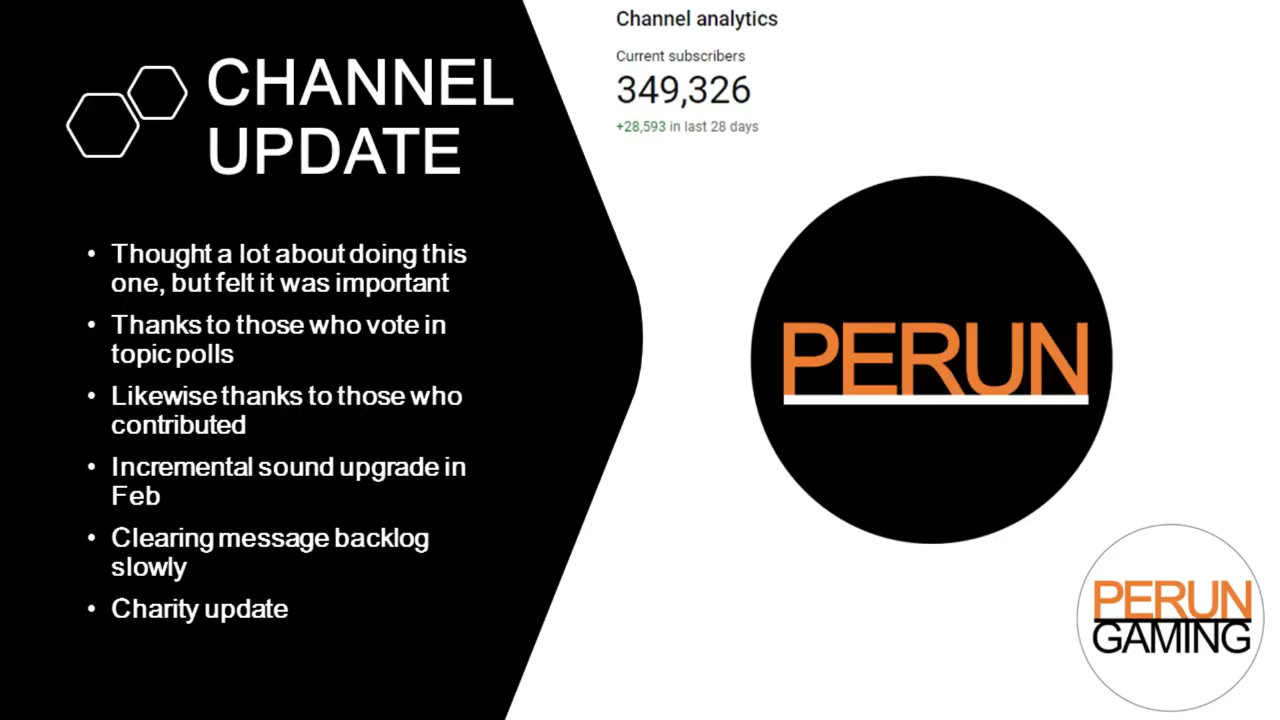 CHANNEL
UPDATE
• Thought a lot about doing this
one, but felt it was important
• Thanks to those who vote in
topic polls
• Likewise thanks to those who
contributed
• Incremental sound upgrade in
Feb
• Clearing message backlog
slowly
• Charity update
Channel analytics
Current subscribers
349,326
+28,593 in last 28 days
PERUN
PERUN
GAMING